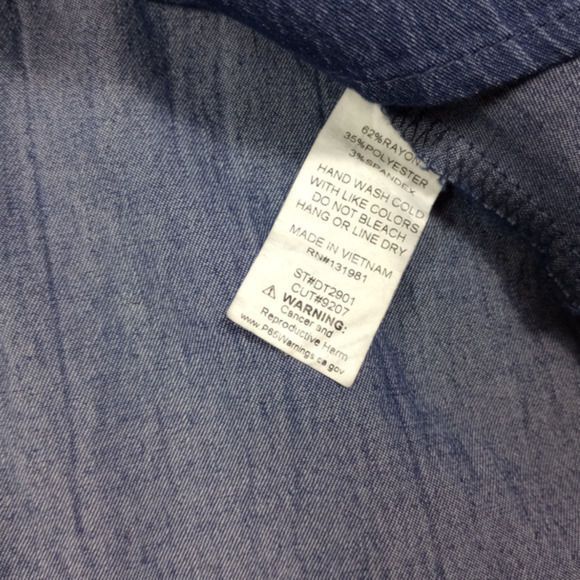 62%RAYON
35%POLYESTER
3%SPANDEX
HAND WASH COLD
WITH LIKE COLORS
DO NOT BLEACH
HANG OR LINE DRY
MADE IN VIETNAM
RN#131981
ST#DT2901
CUT#9207
⚠ WARNING:
Cancer and
Reproductive Harm
www.P65Warnings.ca.gov